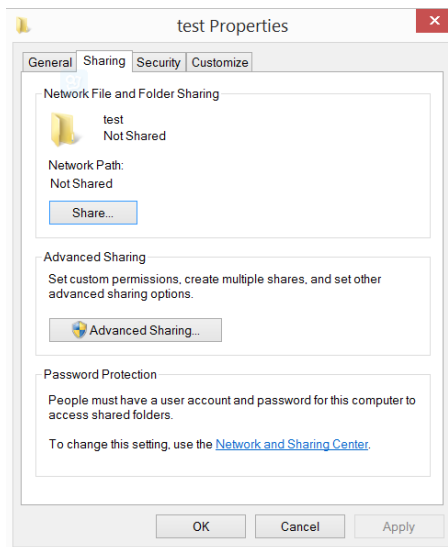 test Properties
General Sharing Security Customize
Network File and Folder Sharing
test
Not Shared
Network Path:
Not Shared
Share...
Advanced Sharing
Set custom permissions, create multiple shares, and set other
advanced sharing options.
Advanced Sharing...
Password Protection
People must have a user account and password for this computer to
access shared folders.
To change this setting, use the Network and Sharing Center.
OK Cancel Apply